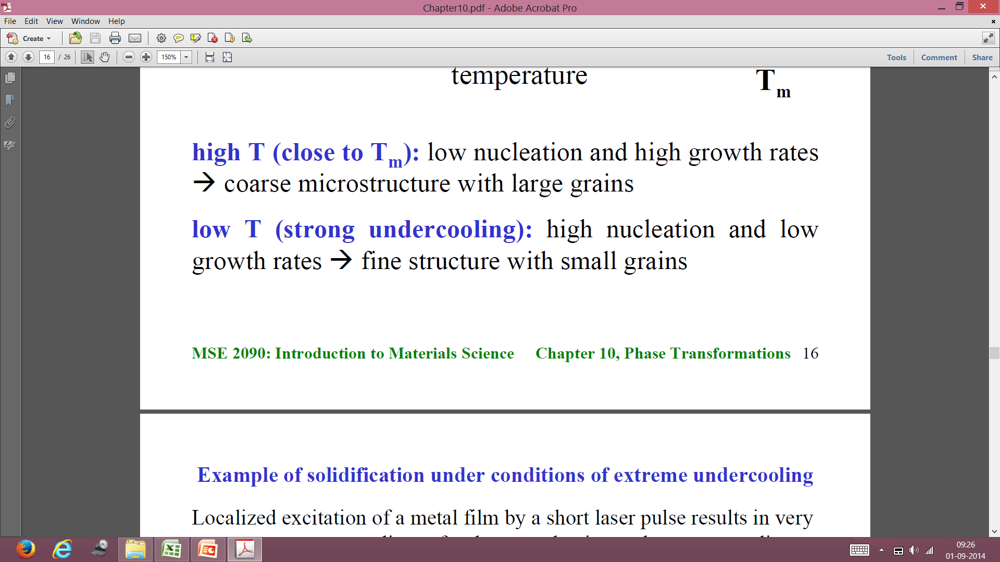 Chapter10.pdf - Adobe Acrobat Pro
File Edit View Window Help
Create
16 / 26 150% Tools Comment Share
temperature Tm
high T (close to Tm): low nucleation and high growth rates
→ coarse microstructure with large grains
low T (strong undercooling): high nucleation and low
growth rates → fine structure with small grains
MSE 2090: Introduction to Materials Science Chapter 10, Phase Transformations 16
Example of solidification under conditions of extreme undercooling
Localized excitation of a metal film by a short laser pulse results in very
09:26
01-09-2014